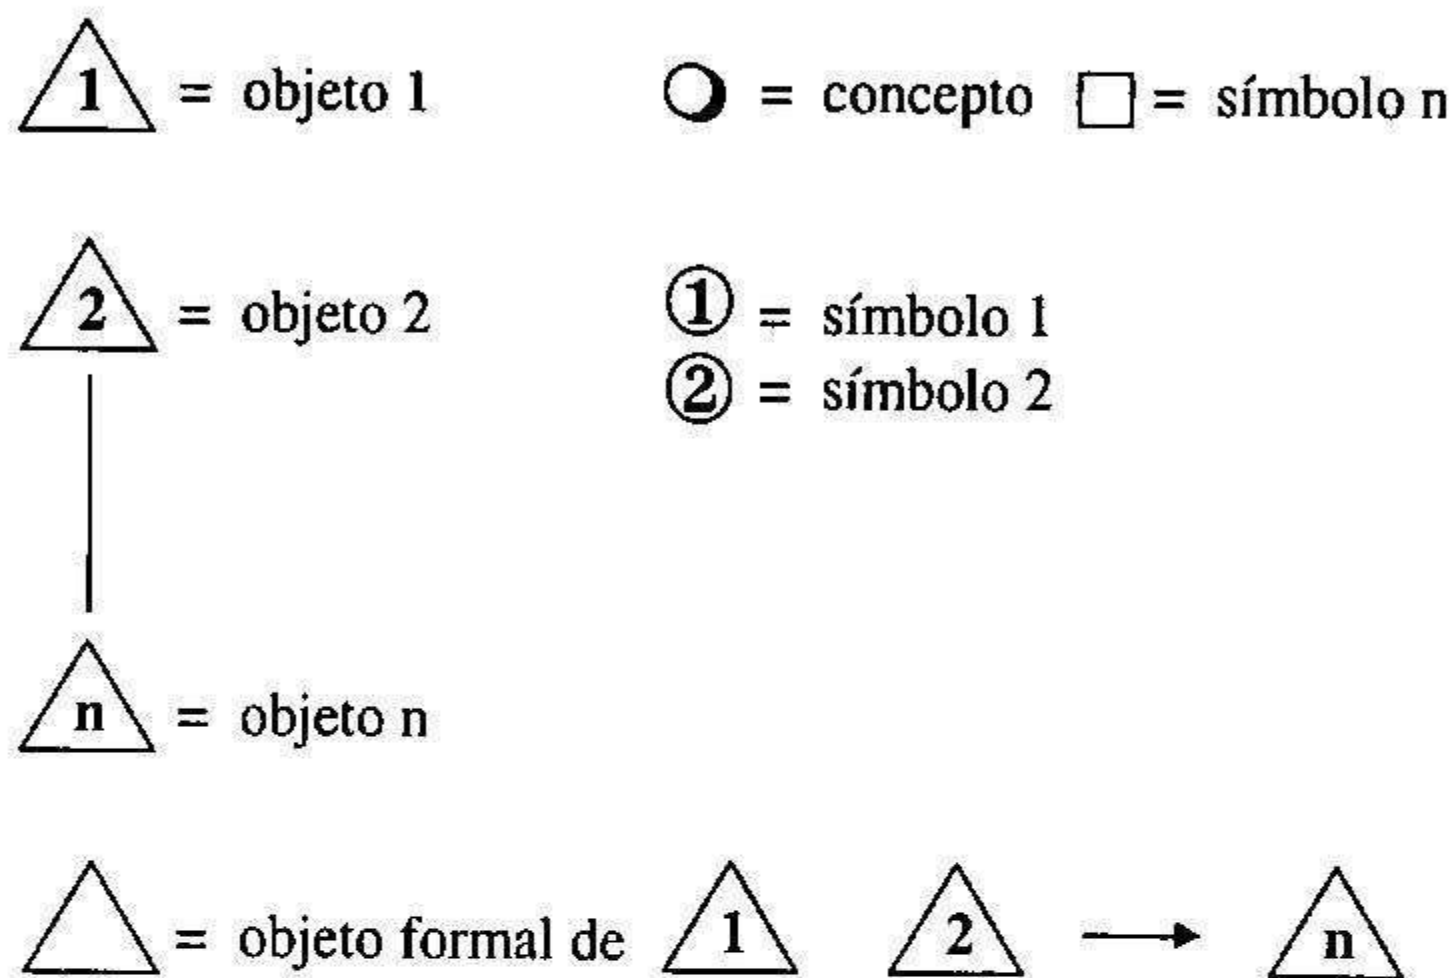 1 = objeto 1 = concepto = símbolo n
2 = objeto 2 1 = símbolo 1
2 = símbolo 2
n = objeto n
= objeto formal de 1 2 n